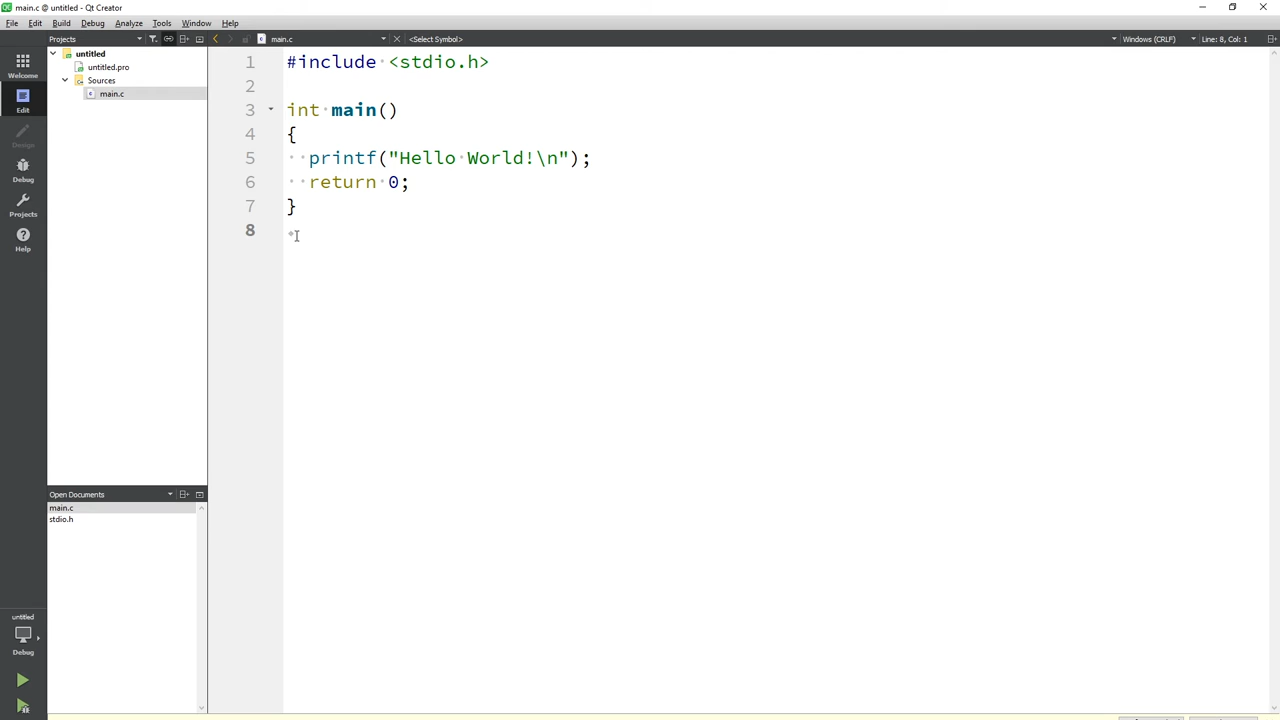 main.c @ untitled - Qt Creator
File Edit Build Debug Analyze Tools Window Help
Projects main.c <Select Symbol> Windows (CRLF) Line: 8, Col: 1
untitled
untitled.pro
Sources
main.c
Welcome
Edit
Design
Debug
Projects
Help
1 #include <stdio.h>
2
3 int main()
4 {
5 printf("Hello World!\n");
6 return 0;
7 }
8
Open Documents
main.c
stdio.h
untitled
Debug